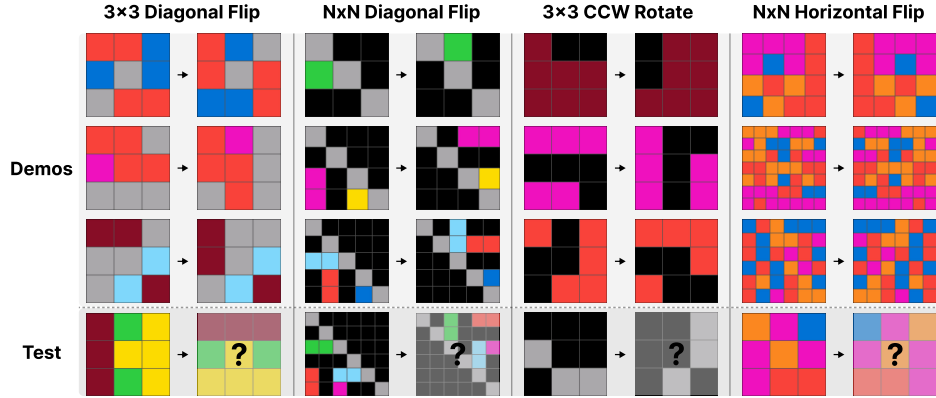 3×3 Diagonal Flip
NxN Diagonal Flip
3×3 CCW Rotate
NxN Horizontal Flip
Demos
Test
?
?
?
?